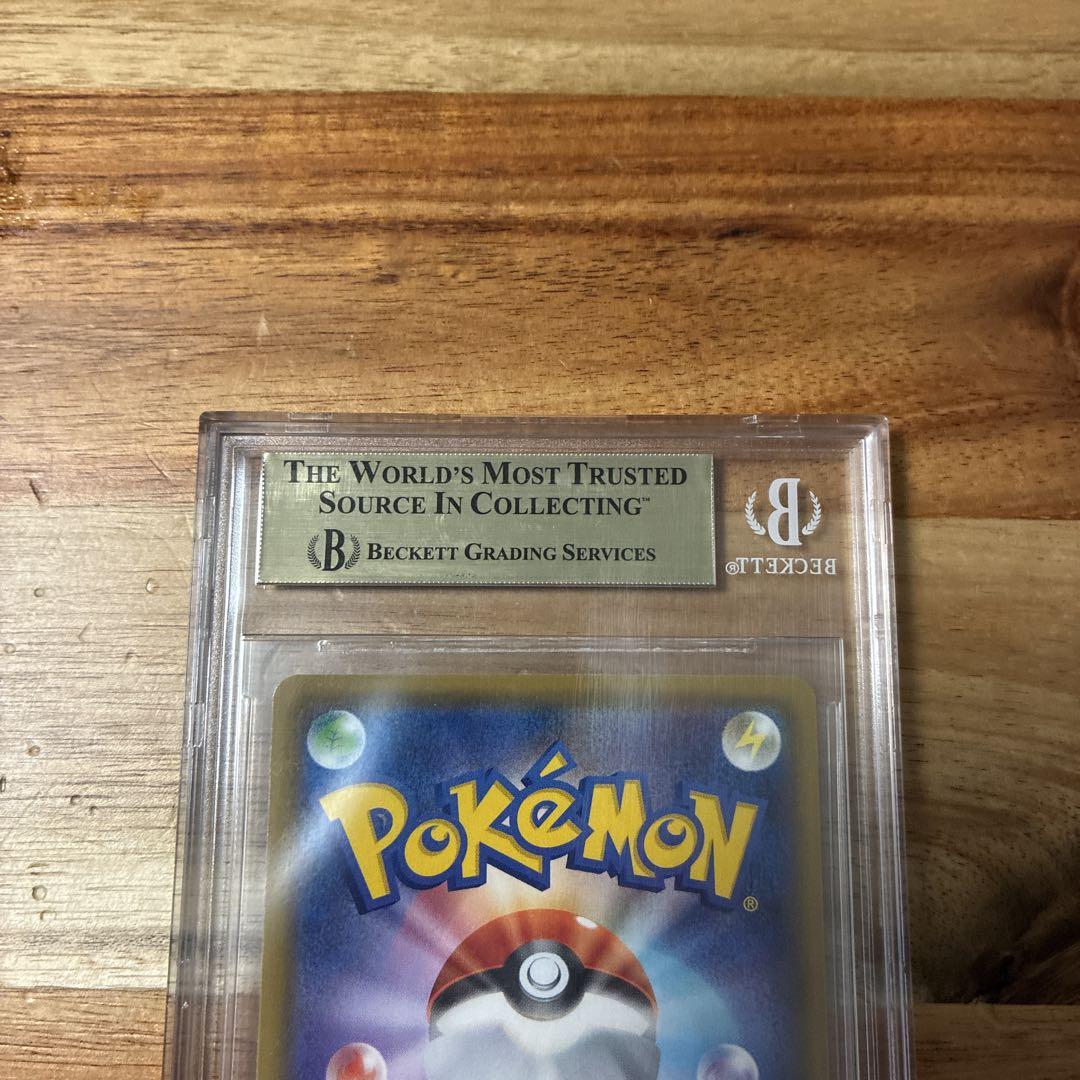 THE WORLD'S MOST TRUSTED
SOURCE IN COLLECTING™
B BECKETT GRADING SERVICES
B
BECKETT®
POKéMON®